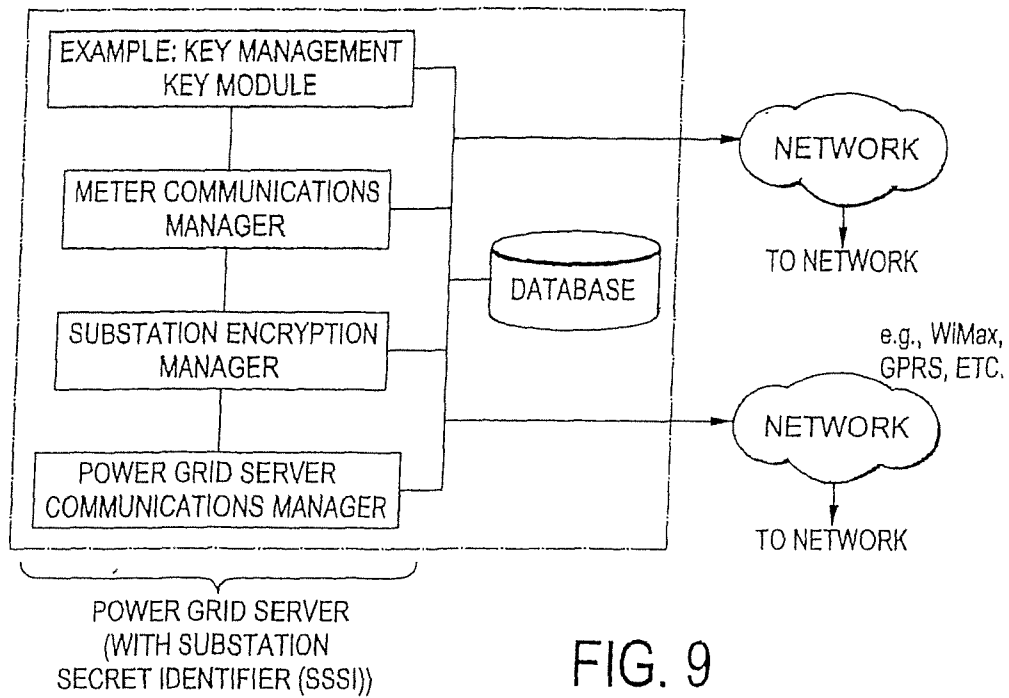 EXAMPLE: KEY MANAGEMENT
KEY MODULE
METER COMMUNICATIONS
MANAGER
SUBSTATION ENCRYPTION
MANAGER
POWER GRID SERVER
COMMUNICATIONS MANAGER
DATABASE
NETWORK
TO NETWORK
e.g., WiMax,
GPRS, ETC.
NETWORK
TO NETWORK
POWER GRID SERVER
(WITH SUBSTATION
SECRET IDENTIFIER (SSSI))
FIG. 9